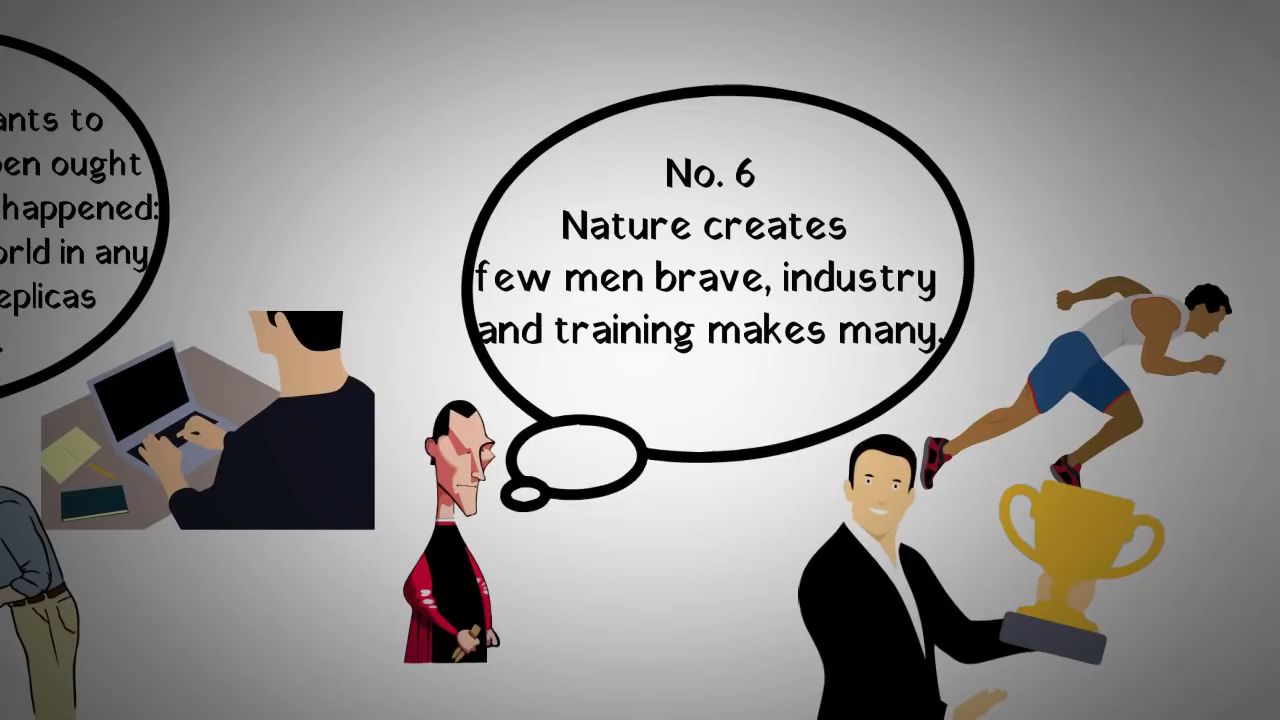 ants to
en ought
happened:
orld in any
eplicas
.
No. 6
Nature creates
few men brave, industry
and training makes many.